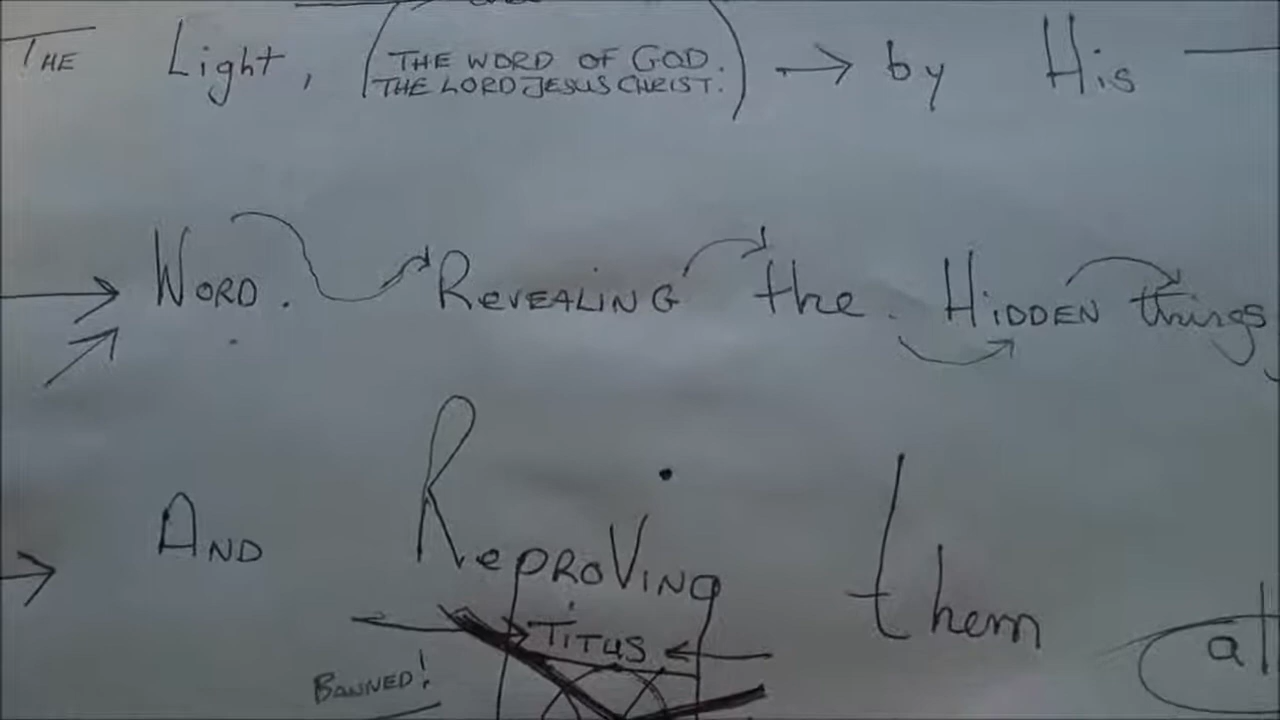 THE Light, (THE WORD OF GOD.
THE LORD JESUS CHRIST.) → by His
→ WORD. REVEALING the. HIDDEN things
→ AND REPROVING them
TITUS
BANNED!